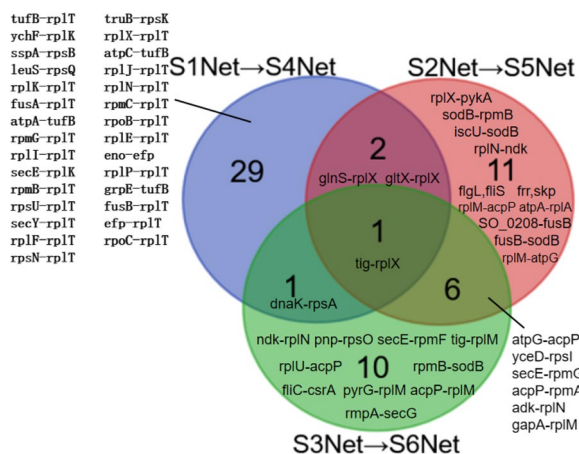 tufB-rplT truB-rpsK
ychF-rplK rplX-rplT
sspA-rpsB atpC-tufB
leuS-rpsQ rplJ-rplT
rplK-rplT rplN-rplT
fusA-rplT rpmC-rplT
atpA-tufB rpoB-rplT
rpmG-rplT rplE-rplT
rplI-rplT eno-efp
secE-rplK rplP-rplT
rpmB-rplT grpE-tufB
rpsU-rplT fusB-rplT
secY-rplT efp-rplT
rplF-rplT rpoC-rplT
rpsN-rplT
S1Net→S4Net
29
S2Net→S5Net
rplX-pykA
sodB-rpmB
iscU-sodB
rplN-ndk
11
flgL,fliS frr,skp
rplM-acpP atpA-rplA
SO_0208-fusB
fusB-sodB
rplM-atpG
2
glnS-rplX gltX-rplX
1
tig-rplX
1
dnaK-rpsA
6
atpG-acpP
yceD-rpsI
secE-rpmG
acpP-rpmA
adk-rplN
gapA-rplM
ndk-rplN pnp-rpsO secE-rpmF tig-rplM
rplU-acpP 10 rpmB-sodB
fliC-csrA pyrG-rplM acpP-rplM
rmpA-secG
S3Net→S6Net